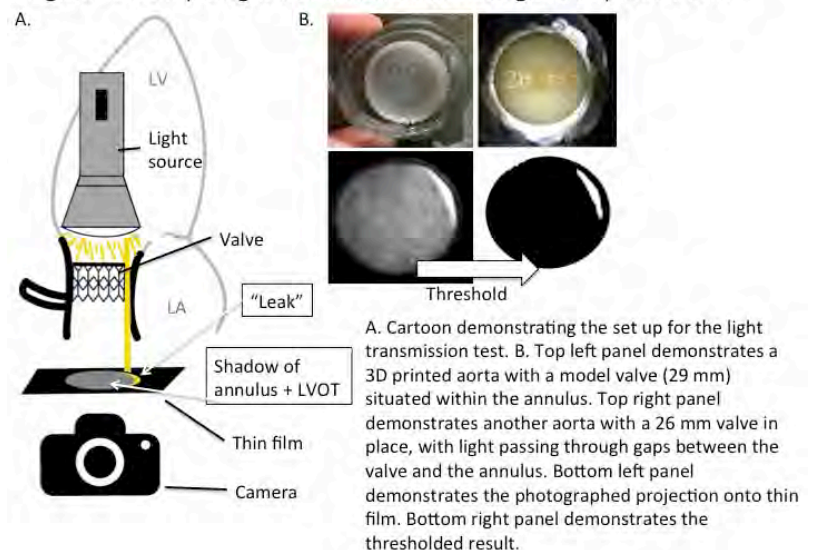 A.
B.
LV
Light
source
Valve
LA
"Leak"
Shadow of
annulus + LVOT
Thin film
Camera
Threshold
A. Cartoon demonstrating the set up for the light
transmission test. B. Top left panel demonstrates a
3D printed aorta with a model valve (29 mm)
situated within the annulus. Top right panel
demonstrates another aorta with a 26 mm valve in
place, with light passing through gaps between the
valve and the annulus. Bottom left panel
demonstrates the photographed projection onto thin
film. Bottom right panel demonstrates the
thresholded result.